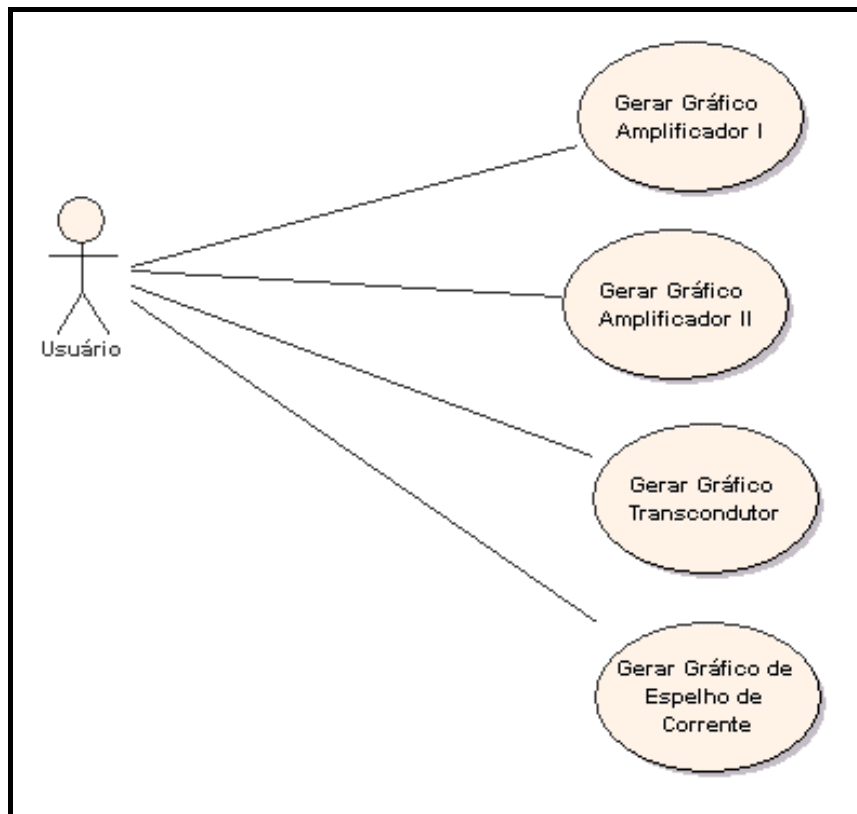 Gerar Gráfico
Amplificador I
Gerar Gráfico
Amplificador II
Usuário
Gerar Gráfico
Transcondutor
Gerar Gráfico de
Espelho de
Corrente